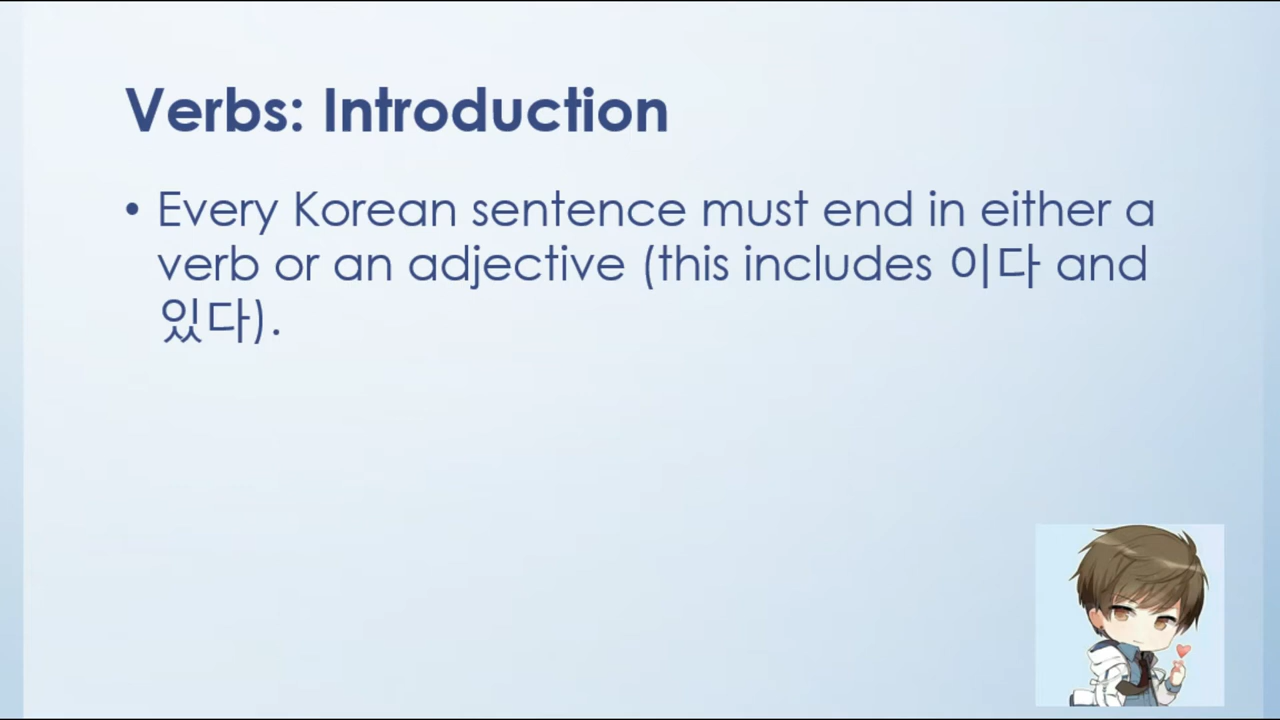 Verbs: Introduction
• Every Korean sentence must end in either a
verb or an adjective (this includes 이다 and
있다).